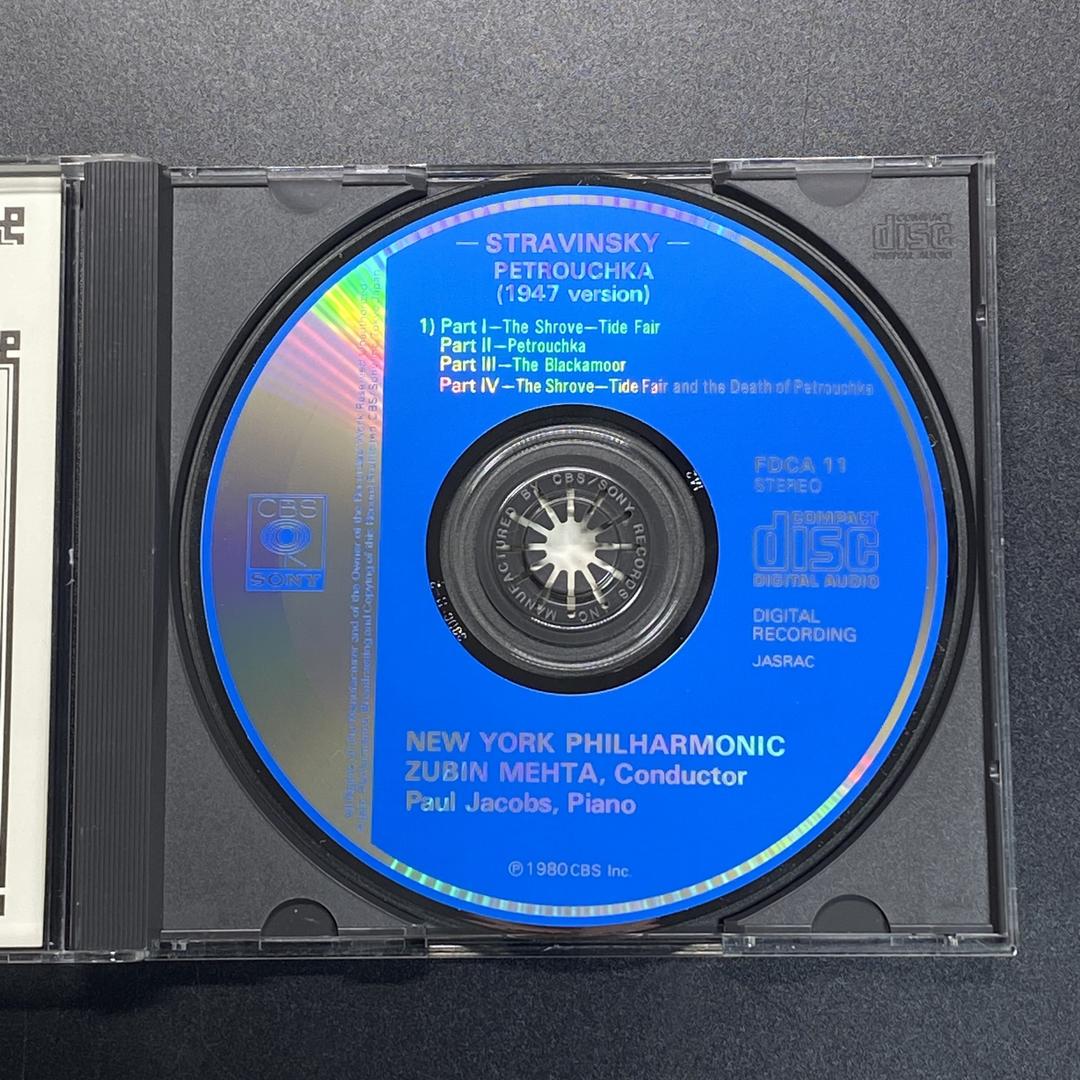 — STRAVINSKY —
PETROUCHKA
(1947 version)
1) Part I—The Shrove—Tide Fair
Part II—Petrouchka
Part III—The Blackamoor
Part IV—The Shrove—Tide Fair and the Death of Petrouchka
FDCA 11
STEREO
COMPACT
disc
DIGITAL AUDIO
DIGITAL
RECORDING
JASRAC
CBS
SONY
MANUFACTURED BY CBS/SONY RECORDS INC.
NEW YORK PHILHARMONIC
ZUBIN MEHTA, Conductor
Paul Jacobs, Piano
℗1980 CBS Inc.
COMPACT
disc
DIGITAL AUDIO